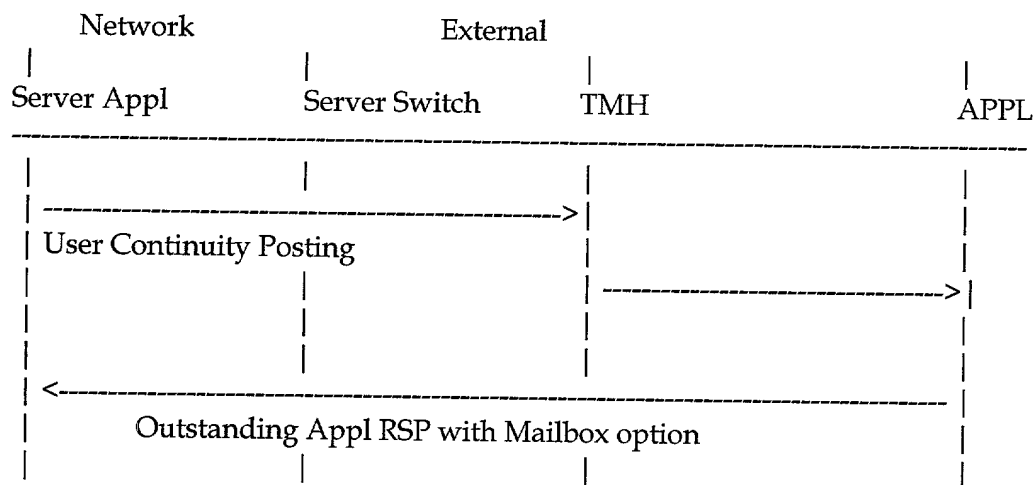 Network External
Server Appl Server Switch TMH APPL
User Continuity Posting
Outstanding Appl RSP with Mailbox option